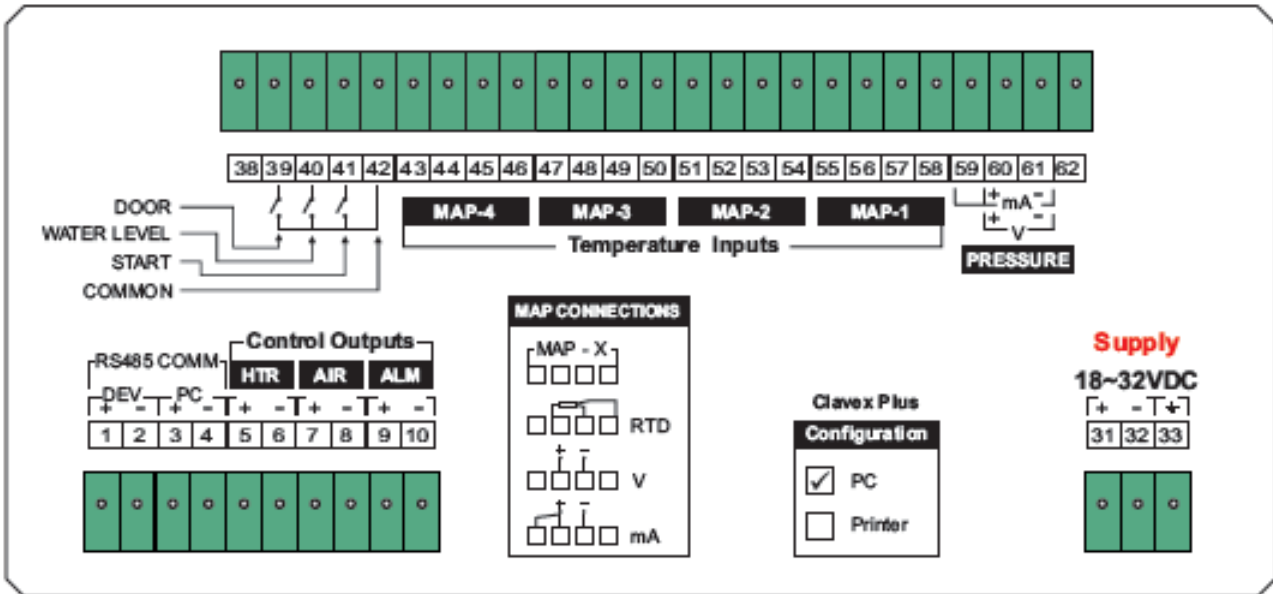 38 39 40 41 42 43 44 45 46 47 48 49 50 51 52 53 54 55 56 57 58 59 60 61 62
DOOR
WATER LEVEL
START
COMMON
MAP-4 MAP-3 MAP-2 MAP-1
Temperature Inputs
+ mA -
+ V -
PRESSURE
RS485 COMM
DEV PC
+ - + -
Control Outputs
HTR AIR ALM
+ - + - + -
1 2 3 4 5 6 7 8 9 10
MAP CONNECTIONS
MAP - X
RTD
+ -
V
+ -
mA
Clavex Plus
Configuration
✓ PC
Printer
Supply
18~32VDC
+ -
31 32 33